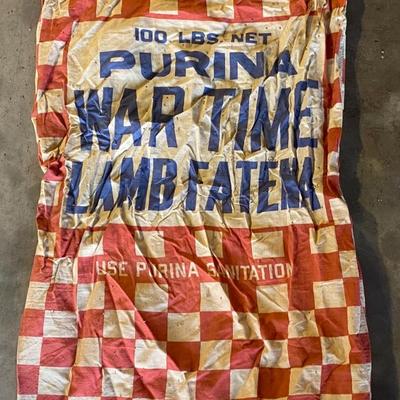 100 LBS. NET
PURINA
WAR TIME
LAMB FATENA
USE PURINA SANITATION